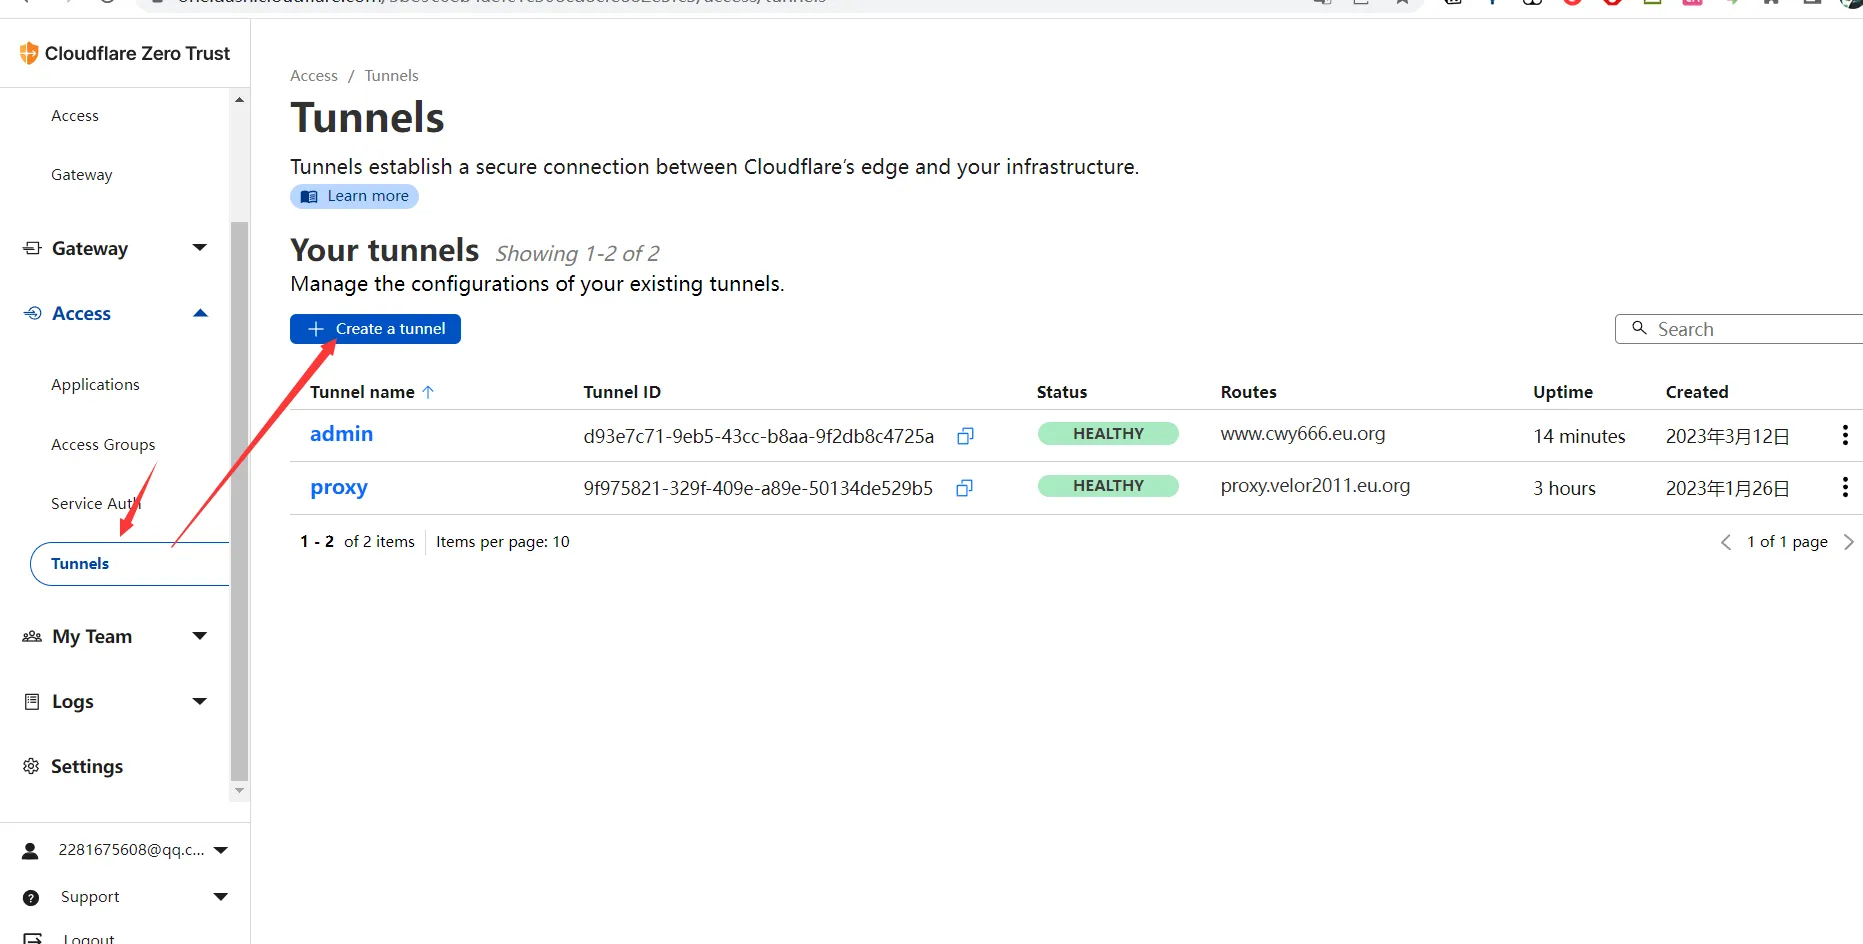 Cloudflare Zero Trust
Access
Gateway
Gateway
Access
Applications
Access Groups
Service Auth
Tunnels
My Team
Logs
Settings
2281675608@qq.c...
Support
Logout
Access / Tunnels
Tunnels
Tunnels establish a secure connection between Cloudflare's edge and your infrastructure.
Learn more
Your tunnels Showing 1-2 of 2
Manage the configurations of your existing tunnels.
Create a tunnel
Search
Tunnel name Tunnel ID Status Routes Uptime Created
admin d93e7c71-9eb5-43cc-b8aa-9f2db8c4725a HEALTHY www.cwy666.eu.org 14 minutes 2023年3月12日
proxy 9f975821-329f-409e-a89e-50134de529b5 HEALTHY proxy.velor2011.eu.org 3 hours 2023年1月26日
1 - 2 of 2 items Items per page: 10 1 of 1 page